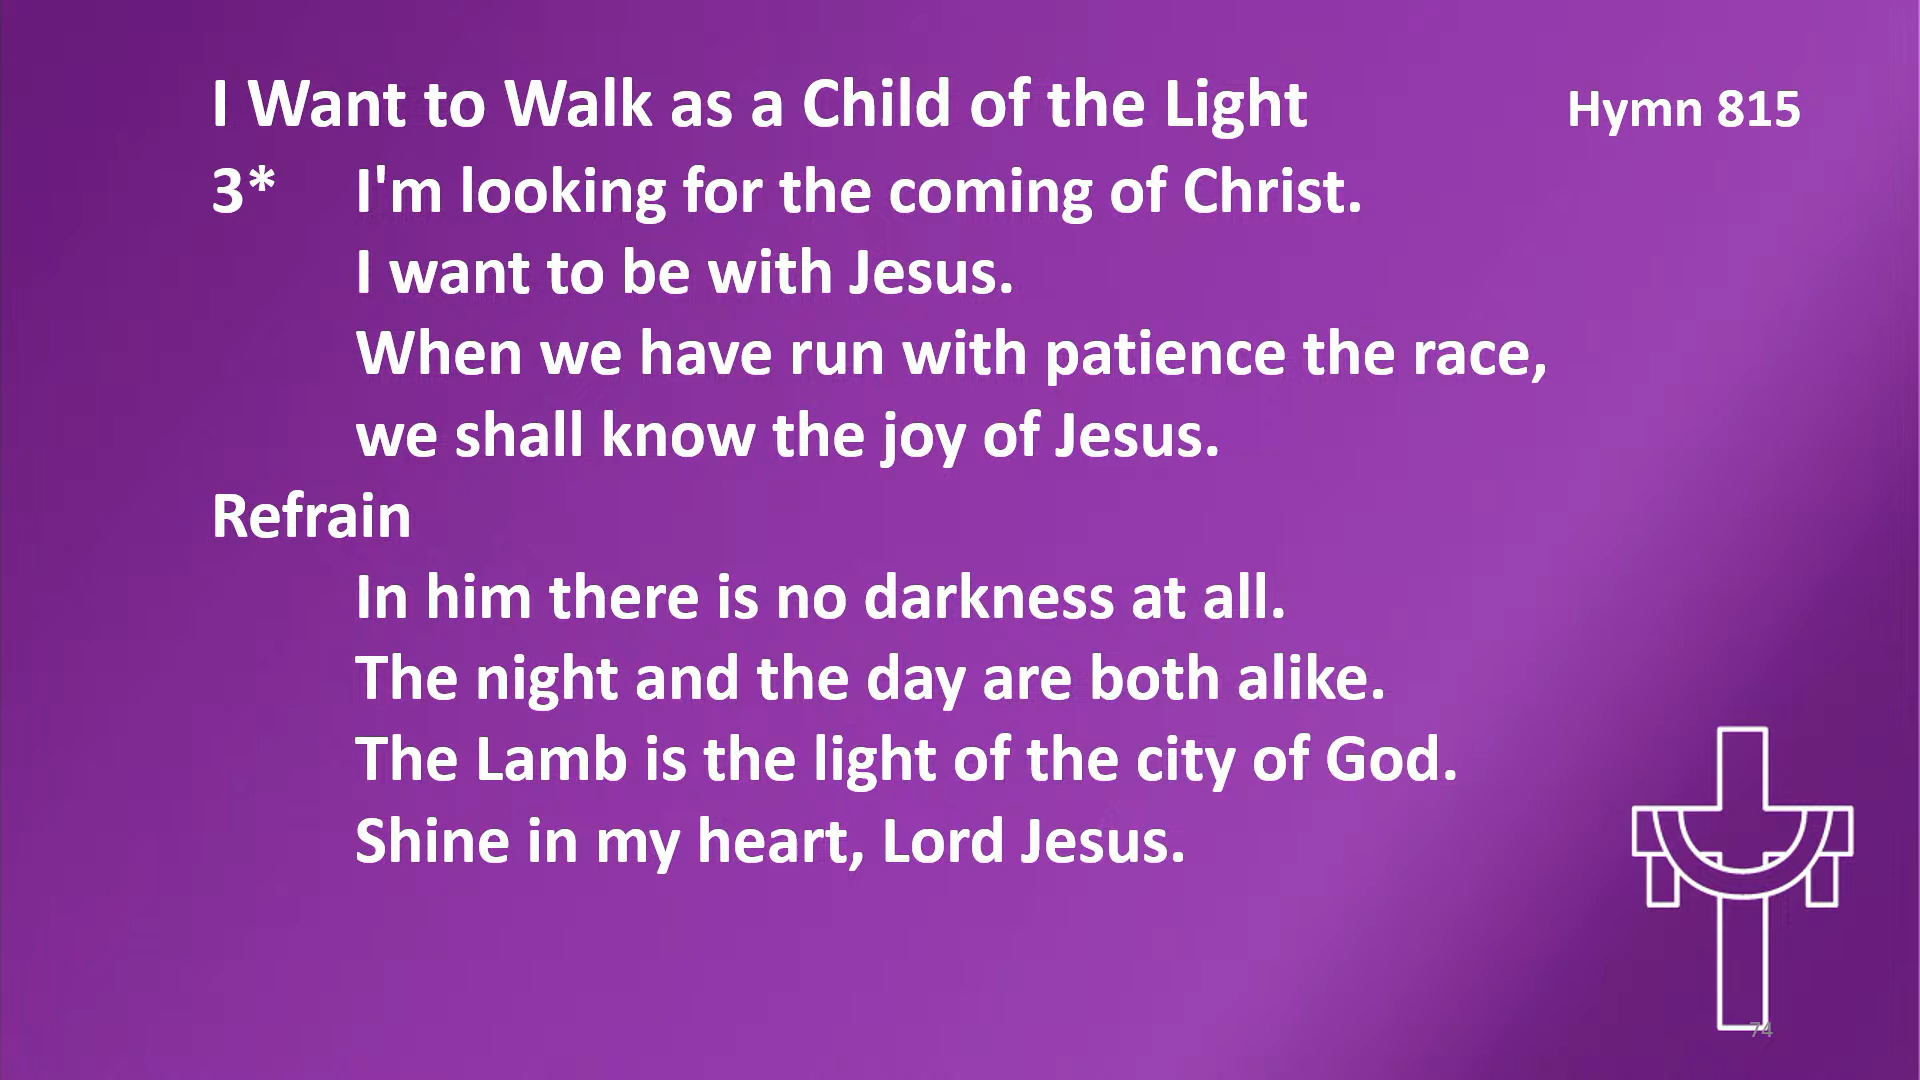 I Want to Walk as a Child of the Light Hymn 815
3* I'm looking for the coming of Christ.
I want to be with Jesus.
When we have run with patience the race,
we shall know the joy of Jesus.
Refrain
In him there is no darkness at all.
The night and the day are both alike.
The Lamb is the light of the city of God.
Shine in my heart, Lord Jesus.
74